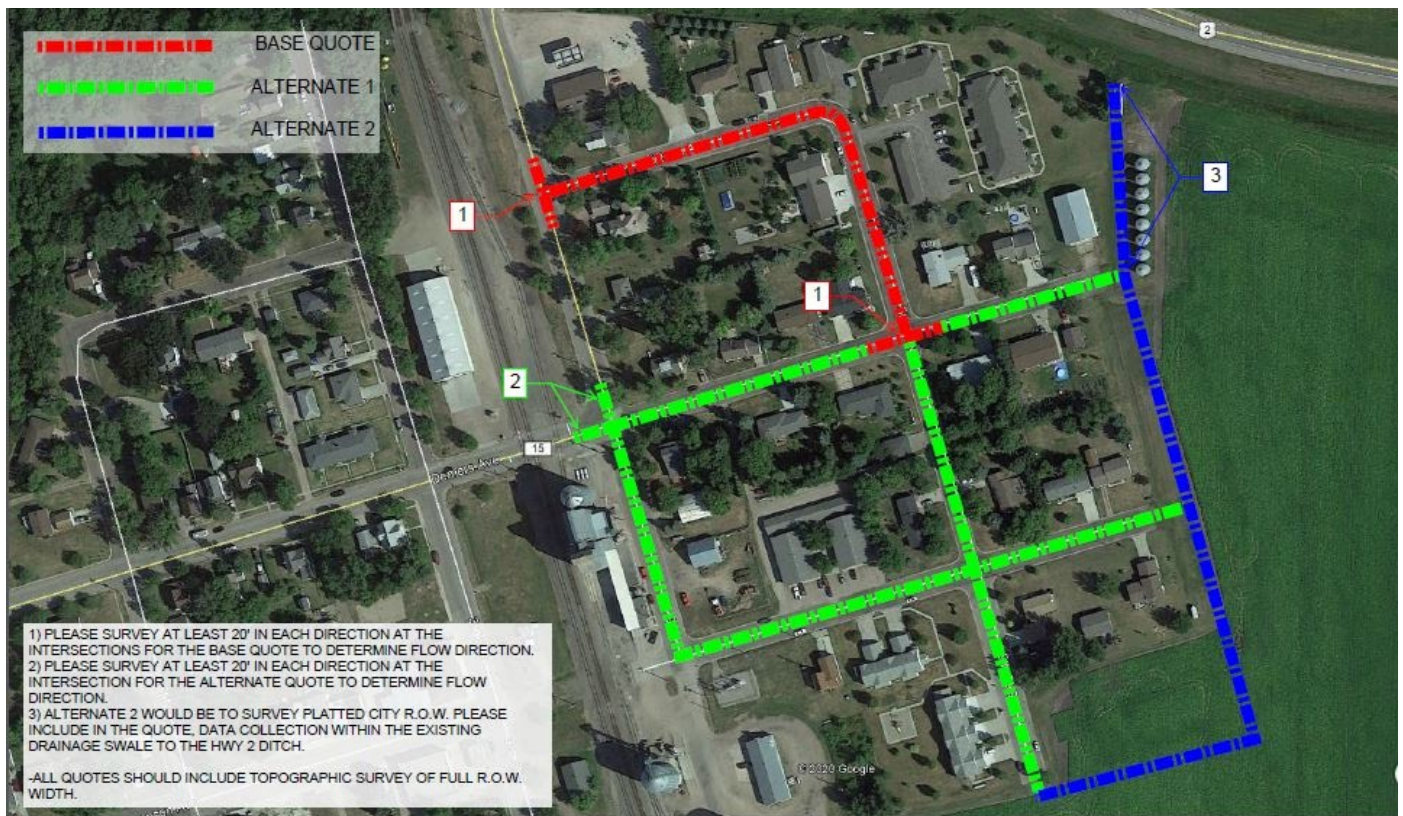 BASE QUOTE
ALTERNATE 1
ALTERNATE 2
2
3
1
1
2
15
Demers Ave
1) PLEASE SURVEY AT LEAST 20' IN EACH DIRECTION AT THE
INTERSECTIONS FOR THE BASE QUOTE TO DETERMINE FLOW DIRECTION.
2) PLEASE SURVEY AT LEAST 20' IN EACH DIRECTION AT THE
INTERSECTION FOR THE ALTERNATE QUOTE TO DETERMINE FLOW
DIRECTION.
3) ALTERNATE 2 WOULD BE TO SURVEY PLATTED CITY R.O.W. PLEASE
INCLUDE IN THE QUOTE, DATA COLLECTION WITHIN THE EXISTING
DRAINAGE SWALE TO THE HWY 2 DITCH.
-ALL QUOTES SHOULD INCLUDE TOPOGRAPHIC SURVEY OF FULL R.O.W.
WIDTH.
©2020 Google